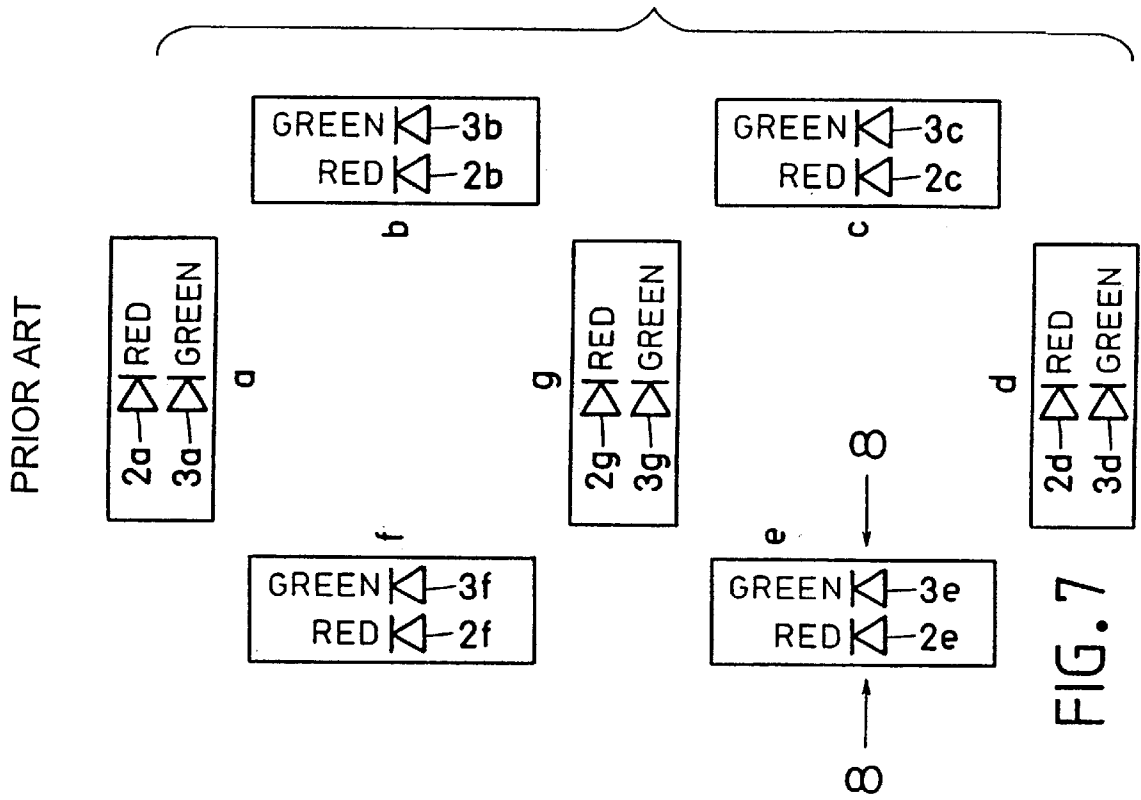 PRIOR ART
2a RED
3a GREEN
a
GREEN 3f
RED 2f
f
GREEN 3b
RED 2b
b
g
2g RED
3g GREEN
GREEN 3e
RED 2e
e
8
8
GREEN 3c
RED 2c
c
d
2d RED
3d GREEN
FIG. 7